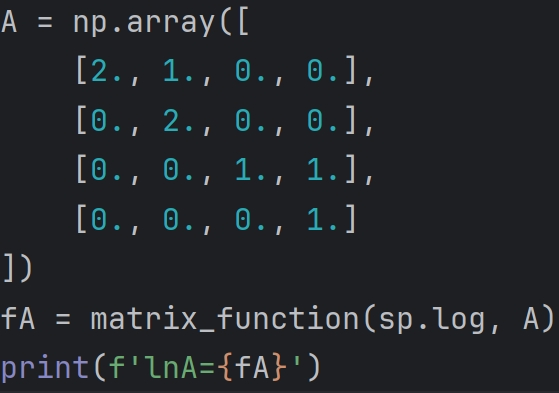 A = np.array([
    [2., 1., 0., 0.],
    [0., 2., 0., 0.],
    [0., 0., 1., 1.],
    [0., 0., 0., 1.]
])
fA = matrix_function(sp.log, A)
print(f'lnA={fA}')